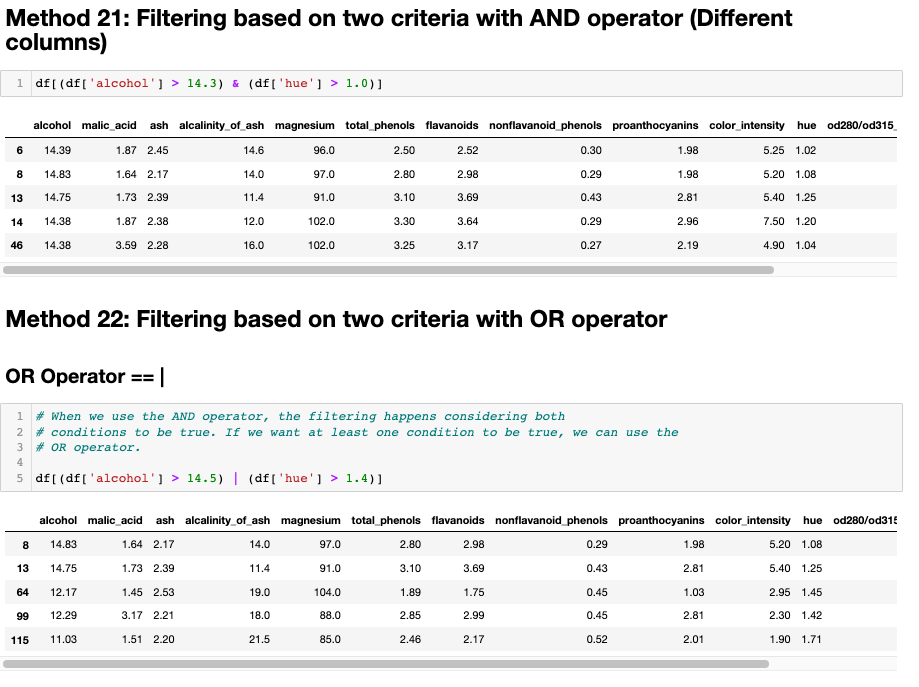 Method 21: Filtering based on two criteria with AND operator (Different
columns)
1 df[(df['alcohol'] > 14.3) & (df['hue'] > 1.0)]
alcohol malic_acid ash alcalinity_of_ash magnesium total_phenols flavanoids nonflavanoid_phenols proanthocyanins color_intensity hue od280/od315_
6 14.39 1.87 2.45 14.6 96.0 2.50 2.52 0.30 1.98 5.25 1.02
8 14.83 1.64 2.17 14.0 97.0 2.80 2.98 0.29 1.98 5.20 1.08
13 14.75 1.73 2.39 11.4 91.0 3.10 3.69 0.43 2.81 5.40 1.25
14 14.38 1.87 2.38 12.0 102.0 3.30 3.64 0.29 2.96 7.50 1.20
46 14.38 3.59 2.28 16.0 102.0 3.25 3.17 0.27 2.19 4.90 1.04
Method 22: Filtering based on two criteria with OR operator
OR Operator == |
1 # When we use the AND operator, the filtering happens considering both
2 # conditions to be true. If we want at least one condition to be true, we can use the
3 # OR operator.
4
5 df[(df['alcohol'] > 14.5) | (df['hue'] > 1.4)]
alcohol malic_acid ash alcalinity_of_ash magnesium total_phenols flavanoids nonflavanoid_phenols proanthocyanins color_intensity hue od280/od315
8 14.83 1.64 2.17 14.0 97.0 2.80 2.98 0.29 1.98 5.20 1.08
13 14.75 1.73 2.39 11.4 91.0 3.10 3.69 0.43 2.81 5.40 1.25
64 12.17 1.45 2.53 19.0 104.0 1.89 1.75 0.45 1.03 2.95 1.45
99 12.29 3.17 2.21 18.0 88.0 2.85 2.99 0.45 2.81 2.30 1.42
115 11.03 1.51 2.20 21.5 85.0 2.46 2.17 0.52 2.01 1.90 1.71